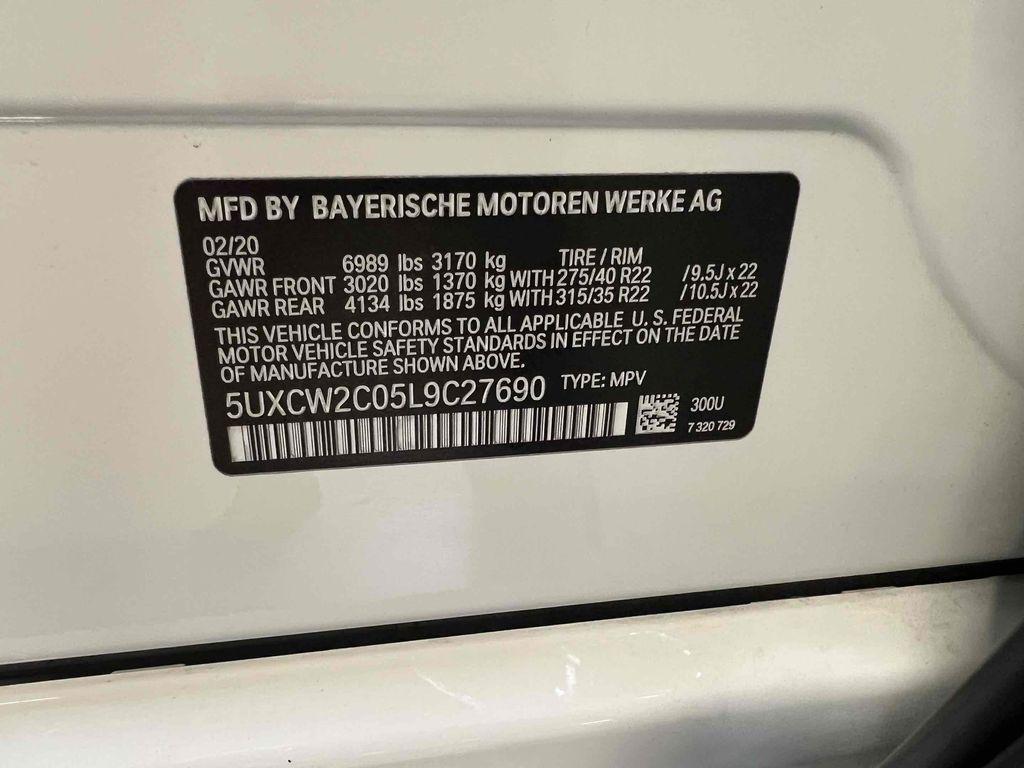 MFD BY BAYERISCHE MOTOREN WERKE AG
02/20
GVWR 6989 lbs 3170 kg TIRE / RIM
GAWR FRONT 3020 lbs 1370 kg WITH 275/40 R22 /9.5J x 22
GAWR REAR 4134 lbs 1875 kg WITH 315/35 R22 /10.5J x 22
THIS VEHICLE CONFORMS TO ALL APPLICABLE U. S. FEDERAL
MOTOR VEHICLE SAFETY STANDARDS IN EFFECT ON THE DATE
OF MANUFACTURE SHOWN ABOVE.
5UXCW2C05L9C27690 TYPE: MPV
300U
7 320 729